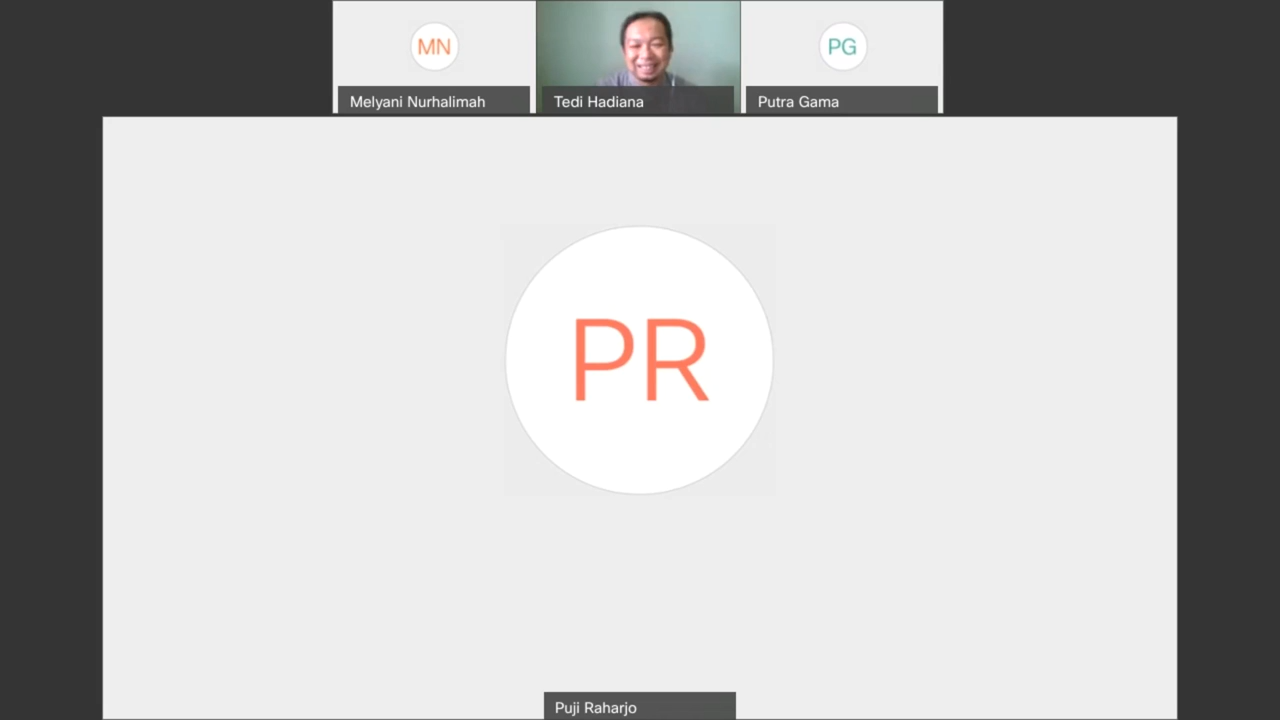 MN
PG
Melyani Nurhalimah
Tedi Hadiana
Putra Gama
PR
Puji Raharjo